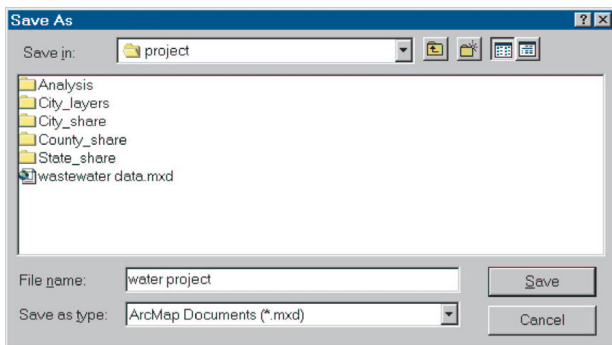 Save As
Save in: project
Analysis
City_layers
City_share
County_share
State_share
wastewater data.mxd
File name: water project Save
Save as type: ArcMap Documents (*.mxd) Cancel